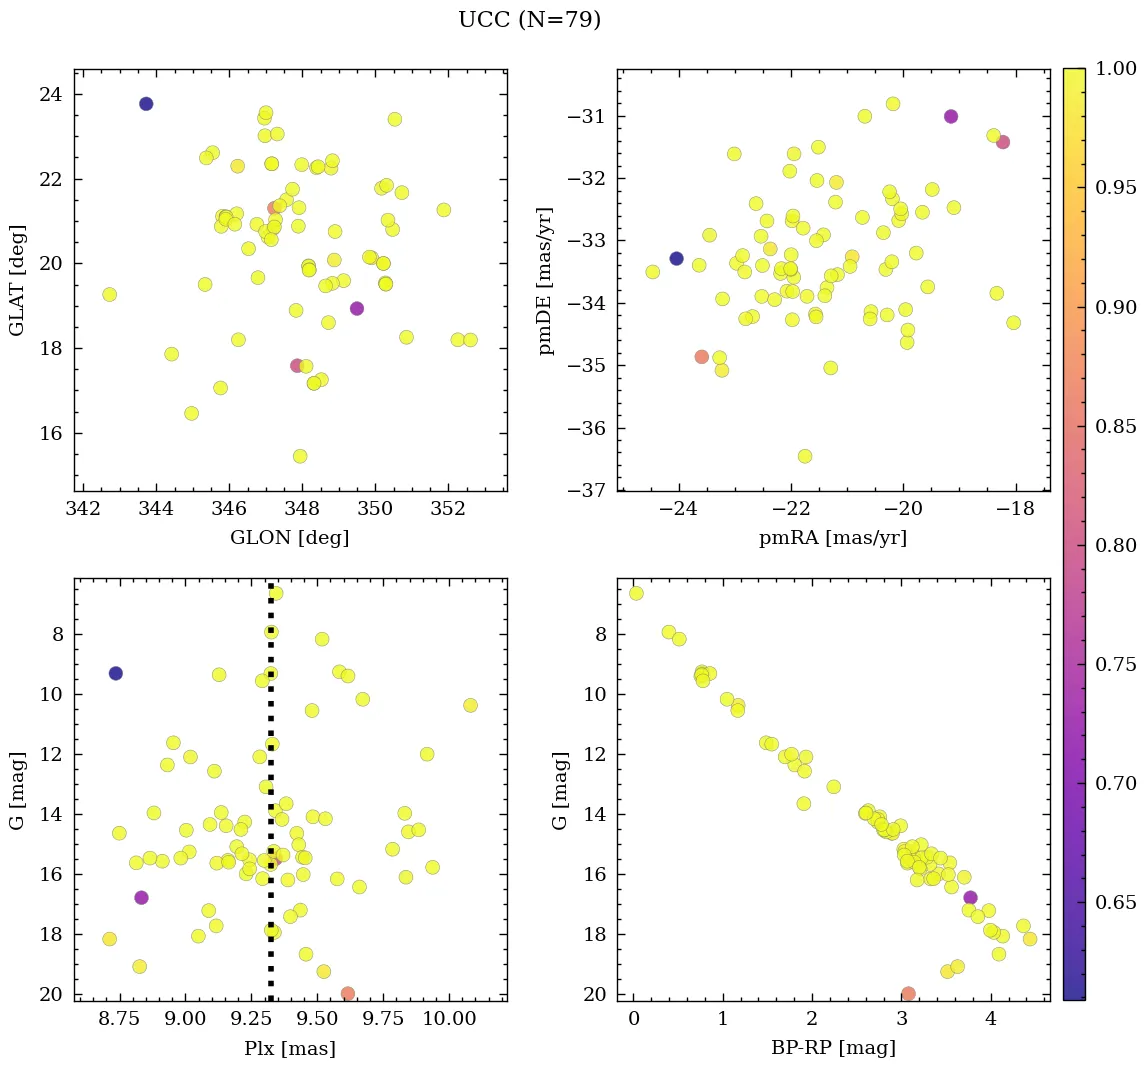 UCC (N=79)
24
22
20
18
16
GLAT [deg]
342 344 346 348 350 352
GLON [deg]
−31
−32
−33
−34
−35
−36
−37
pmDE [mas/yr]
−24 −22 −20 −18
pmRA [mas/yr]
8
10
12
14
16
18
20
G [mag]
8.75 9.00 9.25 9.50 9.75 10.00
Plx [mas]
8
10
12
14
16
18
20
G [mag]
0 1 2 3 4
BP-RP [mag]
1.00
0.95
0.90
0.85
0.80
0.75
0.70
0.65